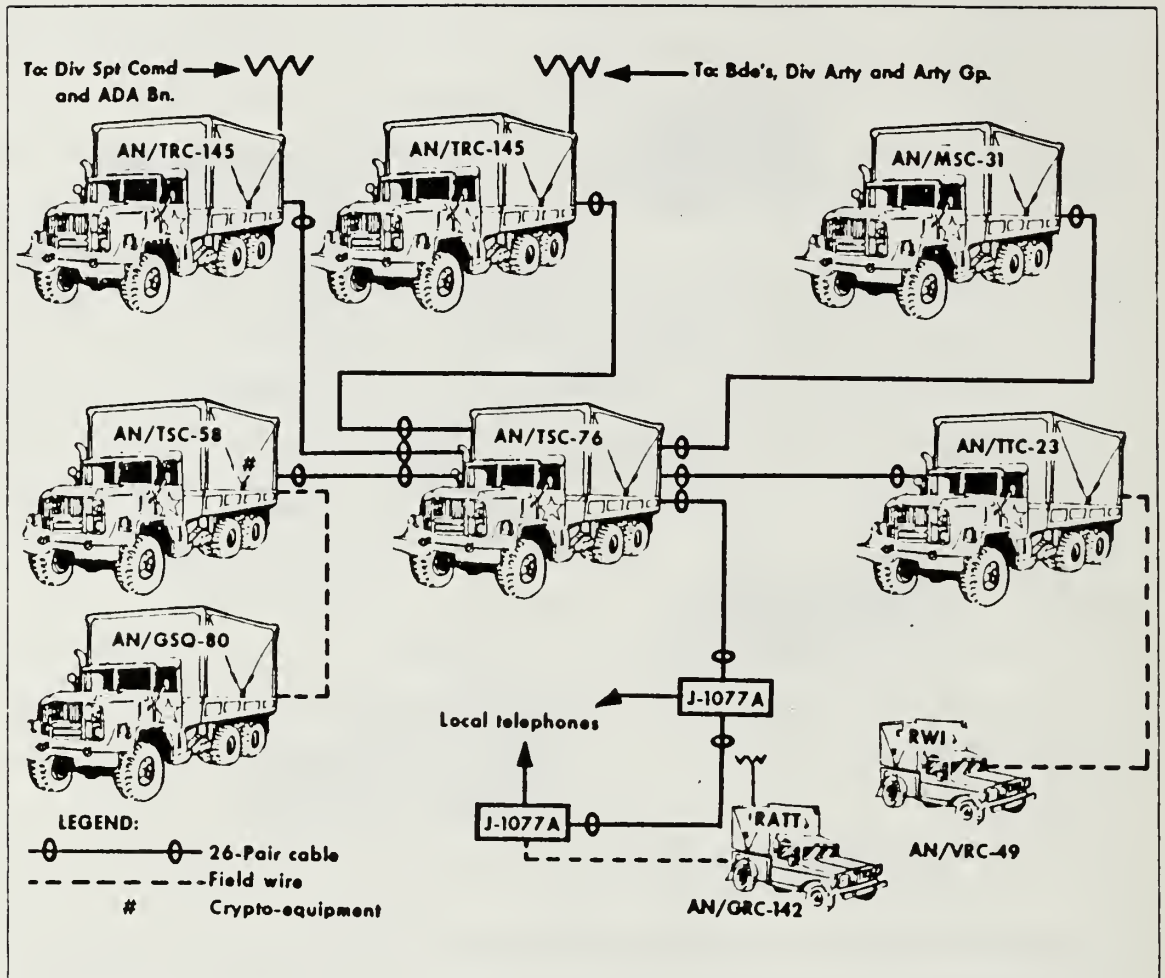 To: Div Spt Comd
and ADA Bn.
To: Bde's, Div Arty and Arty Gp.
AN/TRC-145
AN/TRC-145
AN/MSC-31
AN/TSC-58
#
AN/TSC-76
AN/TTC-23
AN/GSQ-80
J-1077A
Local telephones
RWI
J-1077A
RATT
AN/VRC-49
AN/GRC-142
LEGEND:
26-Pair cable
Field wire
# Crypto-equipment